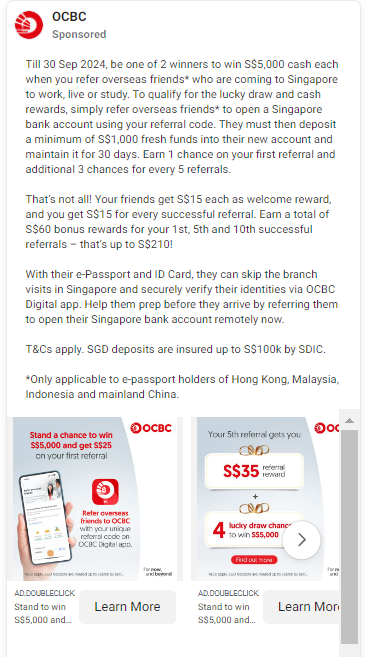 OCBC
Sponsored
Till 30 Sep 2024, be one of 2 winners to win S$5,000 cash each
when you refer overseas friends* who are coming to Singapore
to work, live or study. To qualify for the lucky draw and cash
rewards, simply refer overseas friends* to open a Singapore
bank account using your referral code. They must then deposit
a minimum of S$1,000 fresh funds into their new account and
maintain it for 30 days. Earn 1 chance on your first referral and
additional 3 chances for every 5 referrals.
That's not all! Your friends get S$15 each as welcome reward,
and you get S$15 for every successful referral. Earn a total of
S$60 bonus rewards for your 1st, 5th and 10th successful
referrals – that's up to S$210!
With their e-Passport and ID Card, they can skip the branch
visits in Singapore and securely verify their identities via OCBC
Digital app. Help them prep before they arrive by referring them
to open their Singapore bank account remotely now.
T&Cs apply. SGD deposits are insured up to S$100k by SDIC.
*Only applicable to e-passport holders of Hong Kong, Malaysia,
Indonesia and mainland China.
OCBC
Stand a chance to win
S$5,000 and get S$25
on your first referral
Refer overseas
friends to OCBC
with your unique
referral code on
OCBC Digital app.
For now,
and beyond
AD.DOUBLECLICK
Stand to win
S$5,000 and...
Learn More
OC
Your 5th referral gets you
S$35 referral
reward
+
4 lucky draw chanc
to win S$5,000
Find out more
AD.DOUBLECLICK
Stand to win
S$5,000 and...
Learn Mor